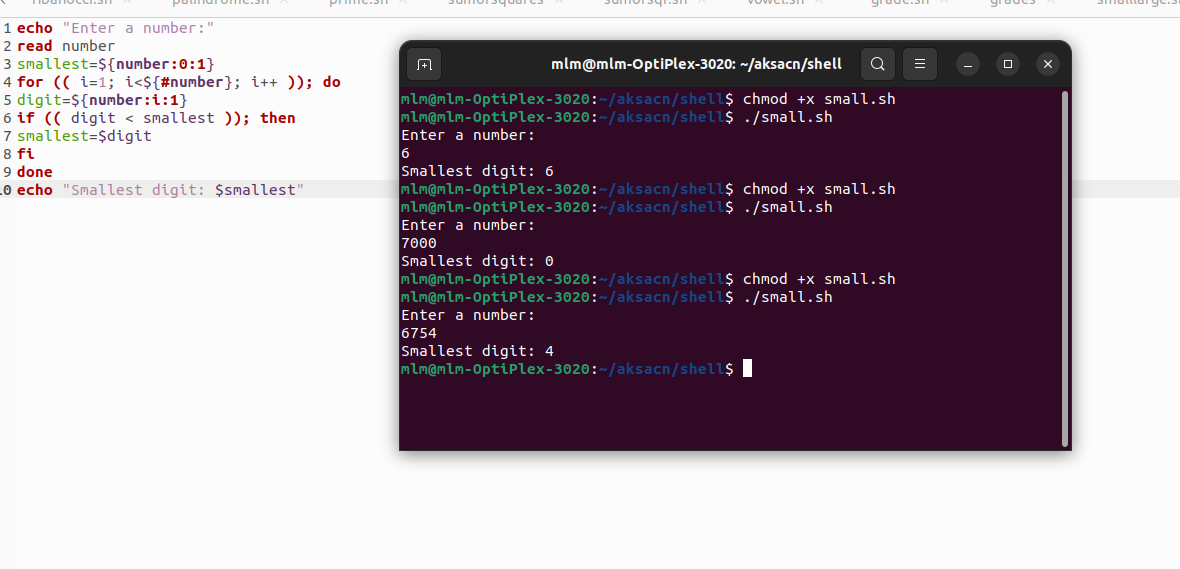 fibonacci.sh palindrome.sh prime.sh sumofsquares sumofsqr.sh vowel.sh grade.sh grades smalllarge.sh
1 echo "Enter a number:"
2 read number
3 smallest=${number:0:1}
4 for (( i=1; i<${#number}; i++ )); do
5 digit=${number:i:1}
6 if (( digit < smallest )); then
7 smallest=$digit
8 fi
9 done
10 echo "Smallest digit: $smallest"
mlm@mlm-OptiPlex-3020: ~/aksacn/shell
mlm@mlm-OptiPlex-3020:~/aksacn/shell$ chmod +x small.sh
mlm@mlm-OptiPlex-3020:~/aksacn/shell$ ./small.sh
Enter a number:
6
Smallest digit: 6
mlm@mlm-OptiPlex-3020:~/aksacn/shell$ chmod +x small.sh
mlm@mlm-OptiPlex-3020:~/aksacn/shell$ ./small.sh
Enter a number:
7000
Smallest digit: 0
mlm@mlm-OptiPlex-3020:~/aksacn/shell$ chmod +x small.sh
mlm@mlm-OptiPlex-3020:~/aksacn/shell$ ./small.sh
Enter a number:
6754
Smallest digit: 4
mlm@mlm-OptiPlex-3020:~/aksacn/shell$